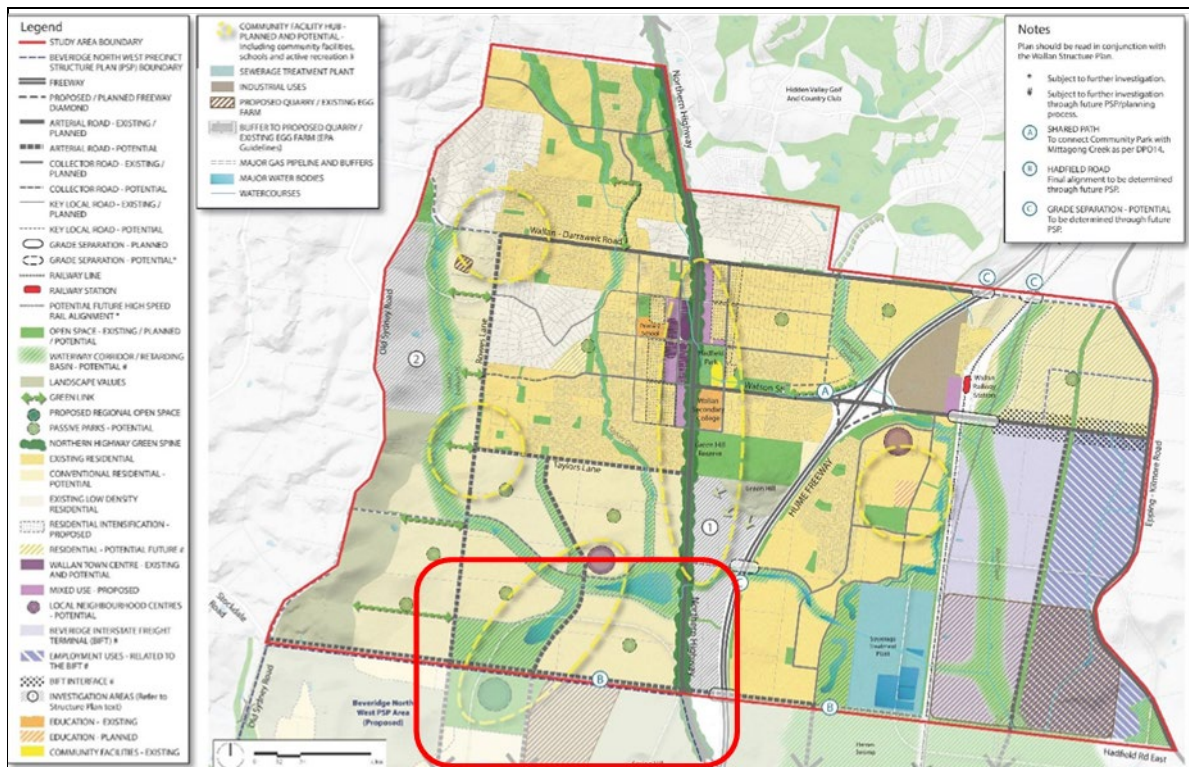 Legend
STUDY AREA BOUNDARY
BEVERIDGE NORTH WEST PRECINCT
STRUCTURE PLAN (PSP) BOUNDARY
FREEWAY
PROPOSED / PLANNED FREEWAY
DIAMOND
ARTERIAL ROAD - EXISTING /
PLANNED
ARTERIAL ROAD - POTENTIAL
COLLECTOR ROAD - EXISTING /
PLANNED
COLLECTOR ROAD - POTENTIAL
KEY LOCAL ROAD - EXISTING /
PLANNED
KEY LOCAL ROAD - POTENTIAL
GRADE SEPARATION - PLANNED
GRADE SEPARATION - POTENTIAL*
RAILWAY LINE
RAILWAY STATION
POTENTIAL FUTURE HIGH SPEED
RAIL ALIGNMENT *
OPEN SPACE - EXISTING / PLANNED
/ POTENTIAL
WATERWAY CORRIDOR / RETARDING
BASIN - POTENTIAL #
LANDSCAPE VALUES
GREEN LINK
PROPOSED REGIONAL OPEN SPACE
PASSIVE PARKS - POTENTIAL
NORTHERN HIGHWAY GREEN SPINE
EXISTING RESIDENTIAL
CONVENTIONAL RESIDENTIAL -
POTENTIAL
EXISTING LOW DENSITY
RESIDENTIAL
RESIDENTIAL INTENSIFICATION -
PROPOSED
RESIDENTIAL - POTENTIAL FUTURE #
WALLAN TOWN CENTRE - EXISTING
AND POTENTIAL
MIXED USE - PROPOSED
LOCAL NEIGHBOURHOOD CENTRES
- POTENTIAL
BEVERIDGE INTERSTATE FREIGHT
TERMINAL (BIFT) #
EMPLOYMENT USES - RELATED TO
THE BIFT #
BIFT INTERFACE #
INVESTIGATION AREAS (Refer to
Structure Plan text)
EDUCATION - EXISTING
EDUCATION - PLANNED
COMMUNITY FACILITIES - EXISTING
COMMUNITY FACILITY HUB -
PLANNED AND POTENTIAL -
Including community facilities,
schools and active recreation #
SEWERAGE TREATMENT PLANT
INDUSTRIAL USES
PROPOSED QUARRY / EXISTING EGG
FARM
BUFFER TO PROPOSED QUARRY /
EXISTING EGG FARM (EPA
Guidelines)
MAJOR GAS PIPELINE AND BUFFERS
MAJOR WATER BODIES
WATERCOURSES
Notes
Plan should be read in conjunction with
the Wallan Structure Plan.
* Subject to further investigation.
# Subject to further investigation
through future PSP/planning
process.
A SHARED PATH
To connect Community Park with
Mittagong Creek as per DPO14.
B HADFIELD ROAD
Final alignment to be determined
through future PSP.
C GRADE SEPARATION - POTENTIAL
To be determined through future
PSP.
Hidden Valley Golf
And Country Club
Northern Highway
Wallan - Darraweit Road
C
C
Old Sydney Road
2
Rowes Lane
Primary
School
Hadfield
Park
Watson St
A
Wallan
Railway
Station
Wallan
Secondary
College
Green Hill
Reserve
Taylors Lane
Green Hill
HUME FREEWAY
Epping - Kilmore Road
1
C
Stockdale
Road
Northern Highway
Sewerage
Treatment
Plant
B
B
Beveridge North
West PSP Area
(Proposed)
Old Sydney Road
Hadfield Rd East
Hernes
Swamp